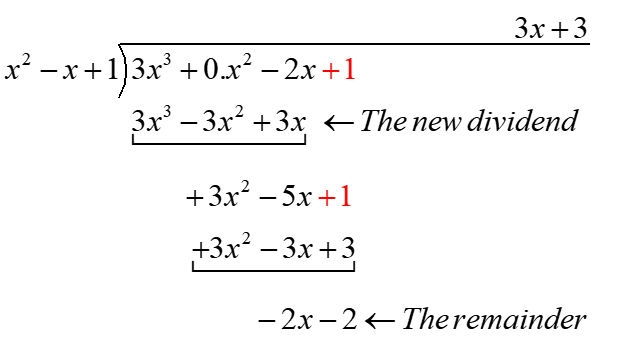 3x + 3
x² − x + 1)3x³ + 0.x² − 2x + 1
3x³ − 3x² + 3x ← The new dividend
+3x² − 5x + 1
+3x² − 3x + 3
− 2x − 2 ← The remainder